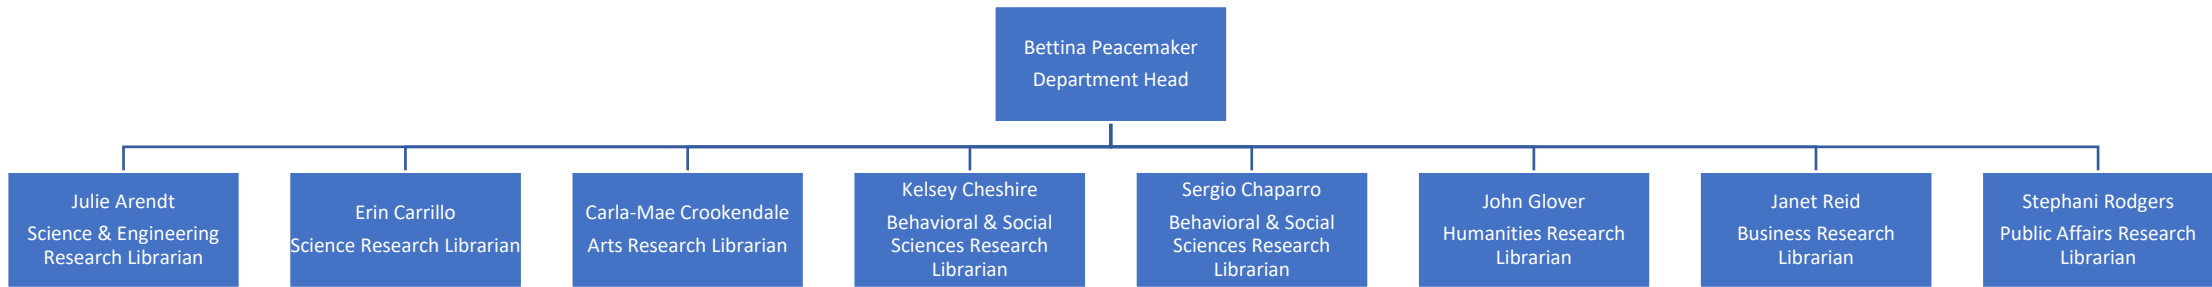 Bettina Peacemaker
Department Head
Julie Arendt
Science & Engineering
Research Librarian
Erin Carrillo
Science Research Librarian
Carla-Mae Crookendale
Arts Research Librarian
Kelsey Cheshire
Behavioral & Social
Sciences Research
Librarian
Sergio Chaparro
Behavioral & Social
Sciences Research
Librarian
John Glover
Humanities Research
Librarian
Janet Reid
Business Research
Librarian
Stephani Rodgers
Public Affairs Research
Librarian